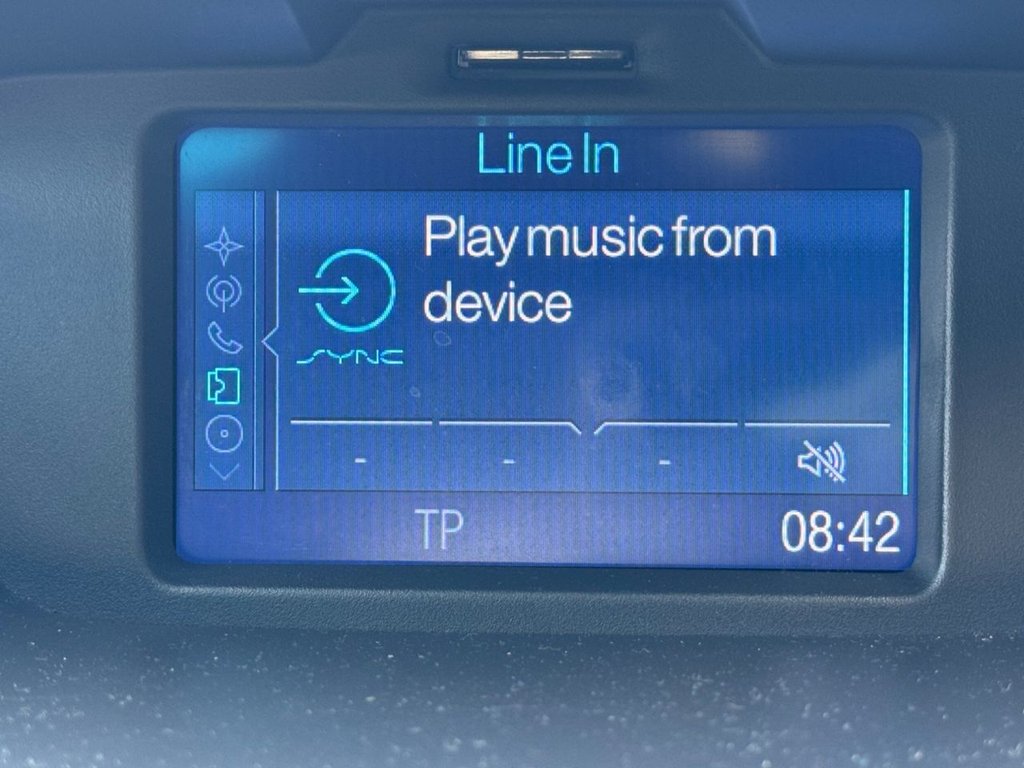 Line In
Play music from
device
SYNC
- - -
TP 08:42